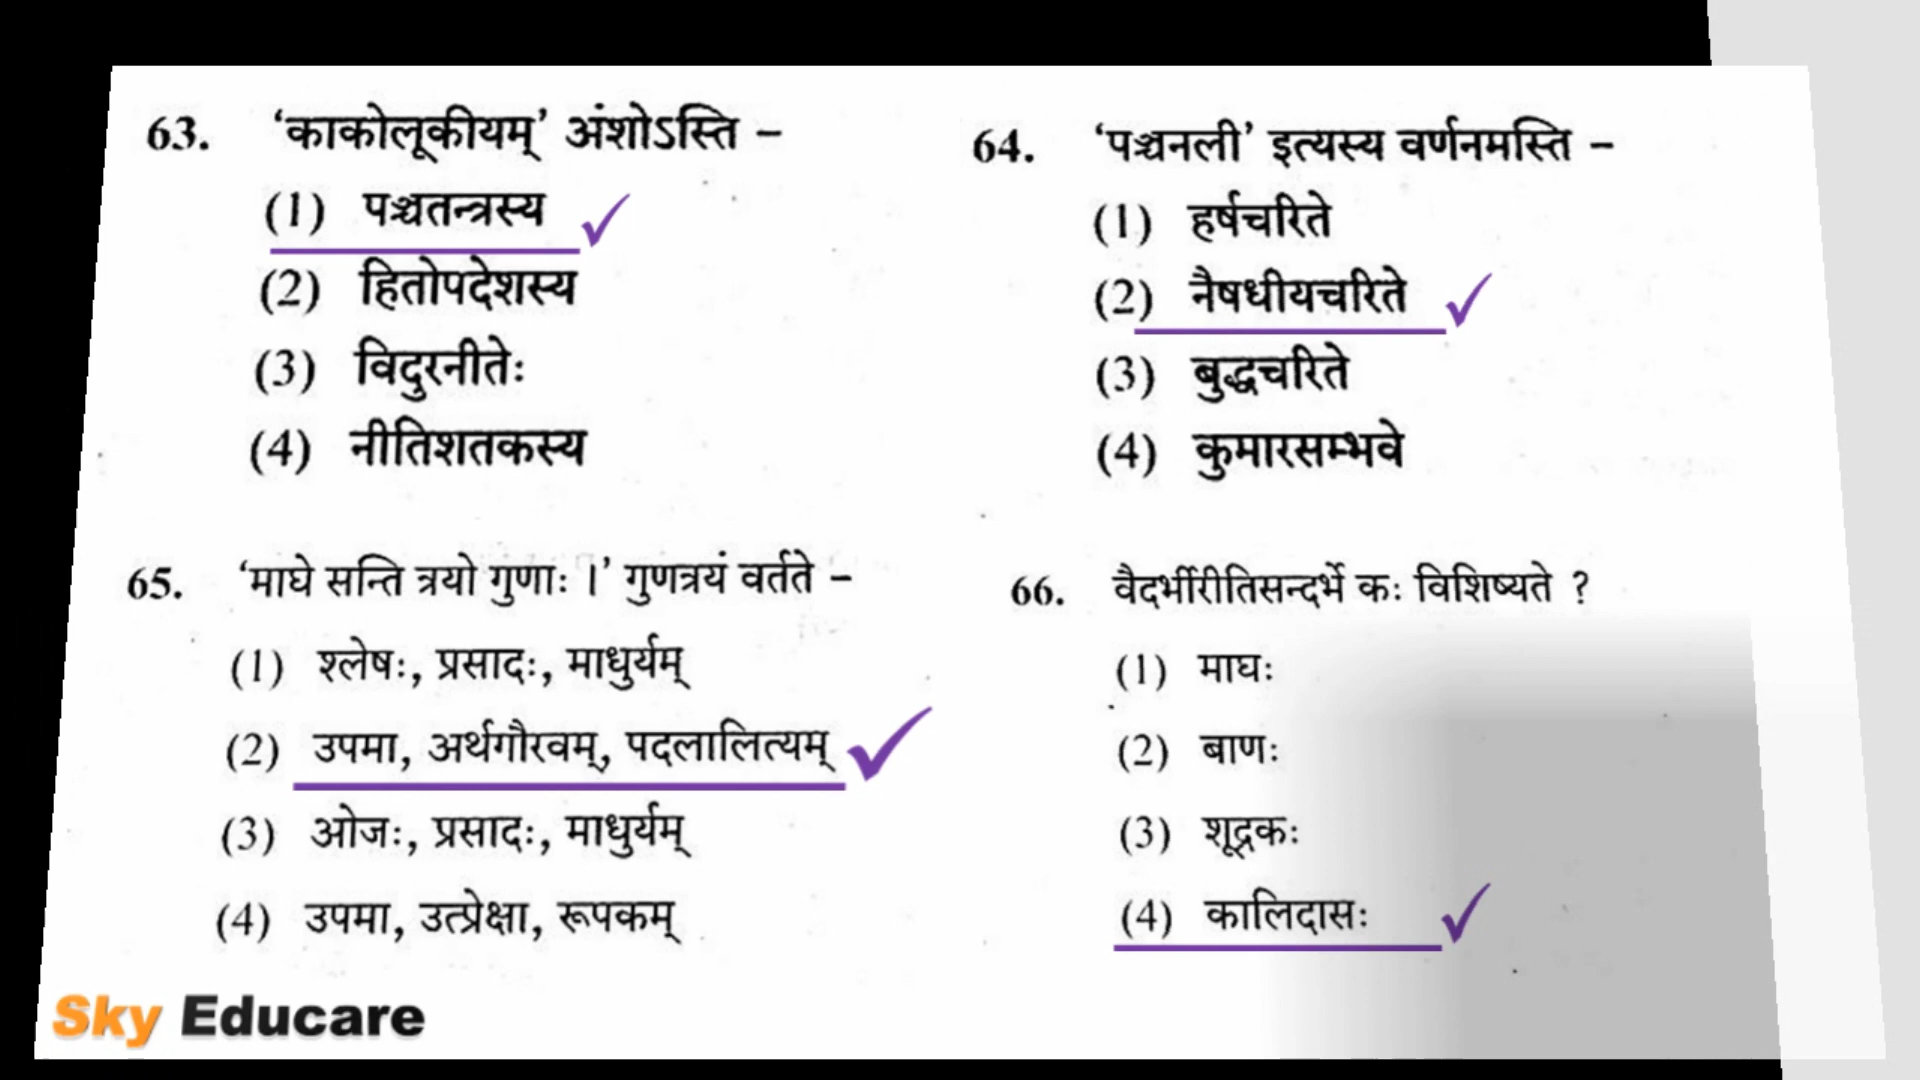 63. ‘काकोलूकीयम्’ अंशोऽस्ति –
(1) पञ्चतन्त्रस्य
(2) हितोपदेशस्य
(3) विदुरनीतेः
(4) नीतिशतकस्य
64. ‘पञ्चनली’ इत्यस्य वर्णनमस्ति –
(1) हर्षचरिते
(2) नैषधीयचरिते
(3) बुद्धचरिते
(4) कुमारसम्भवे
65. ‘माघे सन्ति त्रयो गुणाः ।’ गुणत्रयं वर्तते –
(1) श्लेषः, प्रसादः, माधुर्यम्
(2) उपमा, अर्थगौरवम्, पदलालित्यम्
(3) ओजः, प्रसादः, माधुर्यम्
(4) उपमा, उत्प्रेक्षा, रूपकम्
66. वैदर्भीरीतिसन्दर्भे कः विशिष्यते ?
(1) माघः
(2) बाणः
(3) शूद्रकः
(4) कालिदासः
Sky Educare